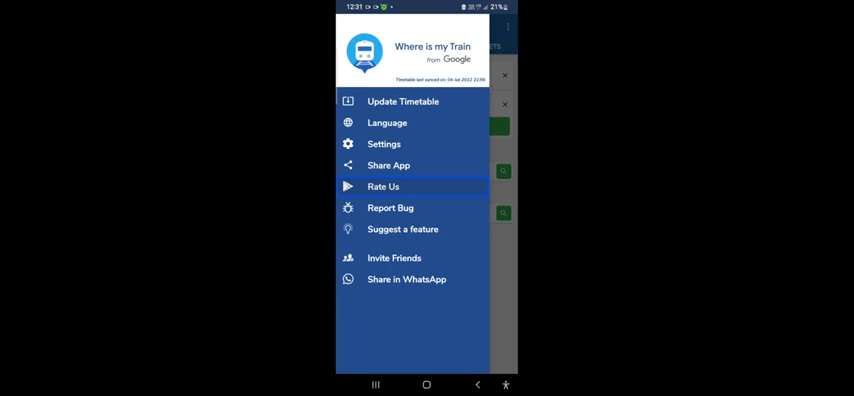 12:31
21%
Where is my Train
from Google
Timetable last synced on: 04-Jul-2022 22:56
ETS
Update Timetable
Language
Settings
Share App
Rate Us
Report Bug
Suggest a feature
Invite Friends
Share in WhatsApp